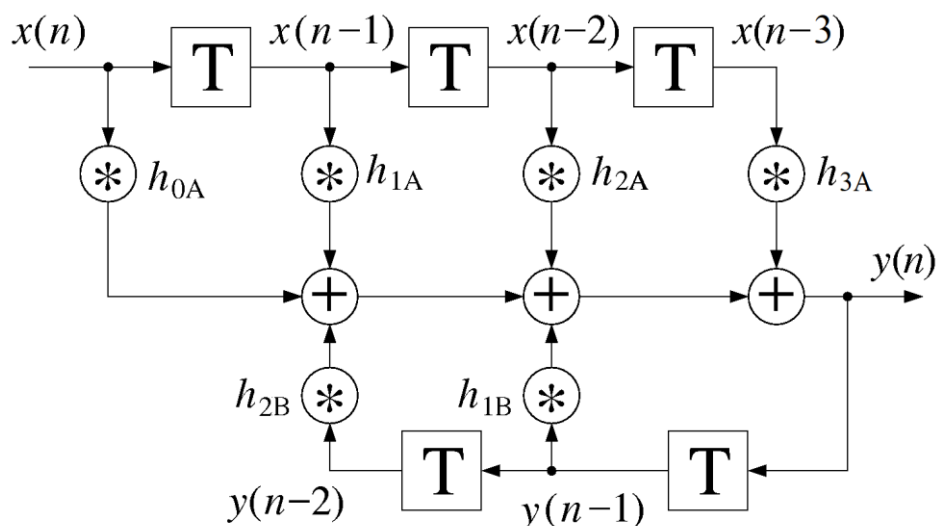 x(n) x(n−1) x(n−2) x(n−3)
T T T
* h0A * h1A * h2A * h3A
y(n)
+ + +
h2B * h1B *
T T
y(n−2) y(n−1)